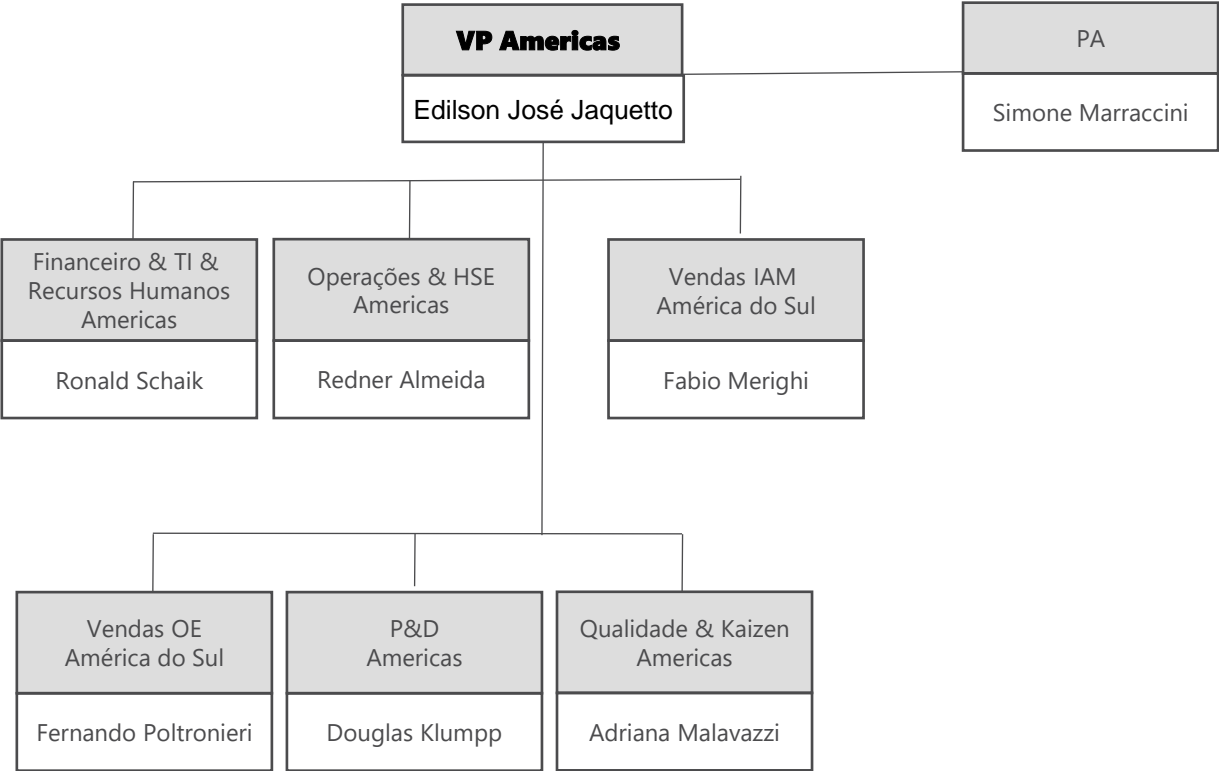 VP Americas
Edilson José Jaquetto
PA
Simone Marraccini
Financeiro & TI &
Recursos Humanos
Americas
Ronald Schaik
Operações & HSE
Americas
Redner Almeida
Vendas IAM
América do Sul
Fabio Merighi
Vendas OE
América do Sul
Fernando Poltronieri
P&D
Americas
Douglas Klumpp
Qualidade & Kaizen
Americas
Adriana Malavazzi